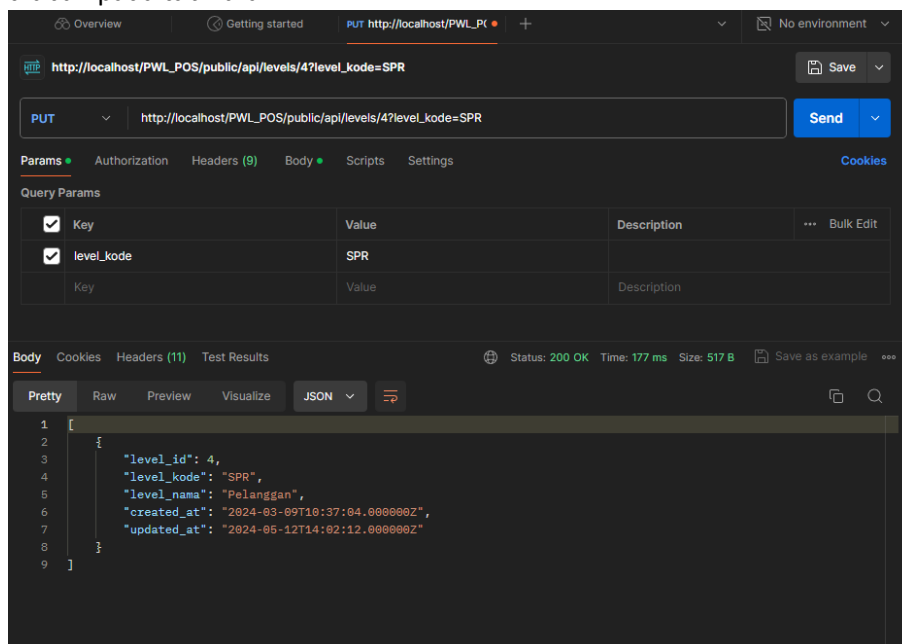 Overview Getting started PUT http://localhost/PWL_P( No environment
HTTP http://localhost/PWL_POS/public/api/levels/4?level_kode=SPR Save
PUT http://localhost/PWL_POS/public/api/levels/4?level_kode=SPR Send
Params Authorization Headers (9) Body Scripts Settings Cookies
Query Params
Key Value Description Bulk Edit
level_kode SPR
Key Value Description
Body Cookies Headers (11) Test Results Status: 200 OK Time: 177 ms Size: 517 B Save as example
Pretty Raw Preview Visualize JSON
1 [
2 {
3 "level_id": 4,
4 "level_kode": "SPR",
5 "level_nama": "Pelanggan",
6 "created_at": "2024-03-09T10:37:04.000000Z",
7 "updated_at": "2024-05-12T14:02:12.000000Z"
8 }
9 ]